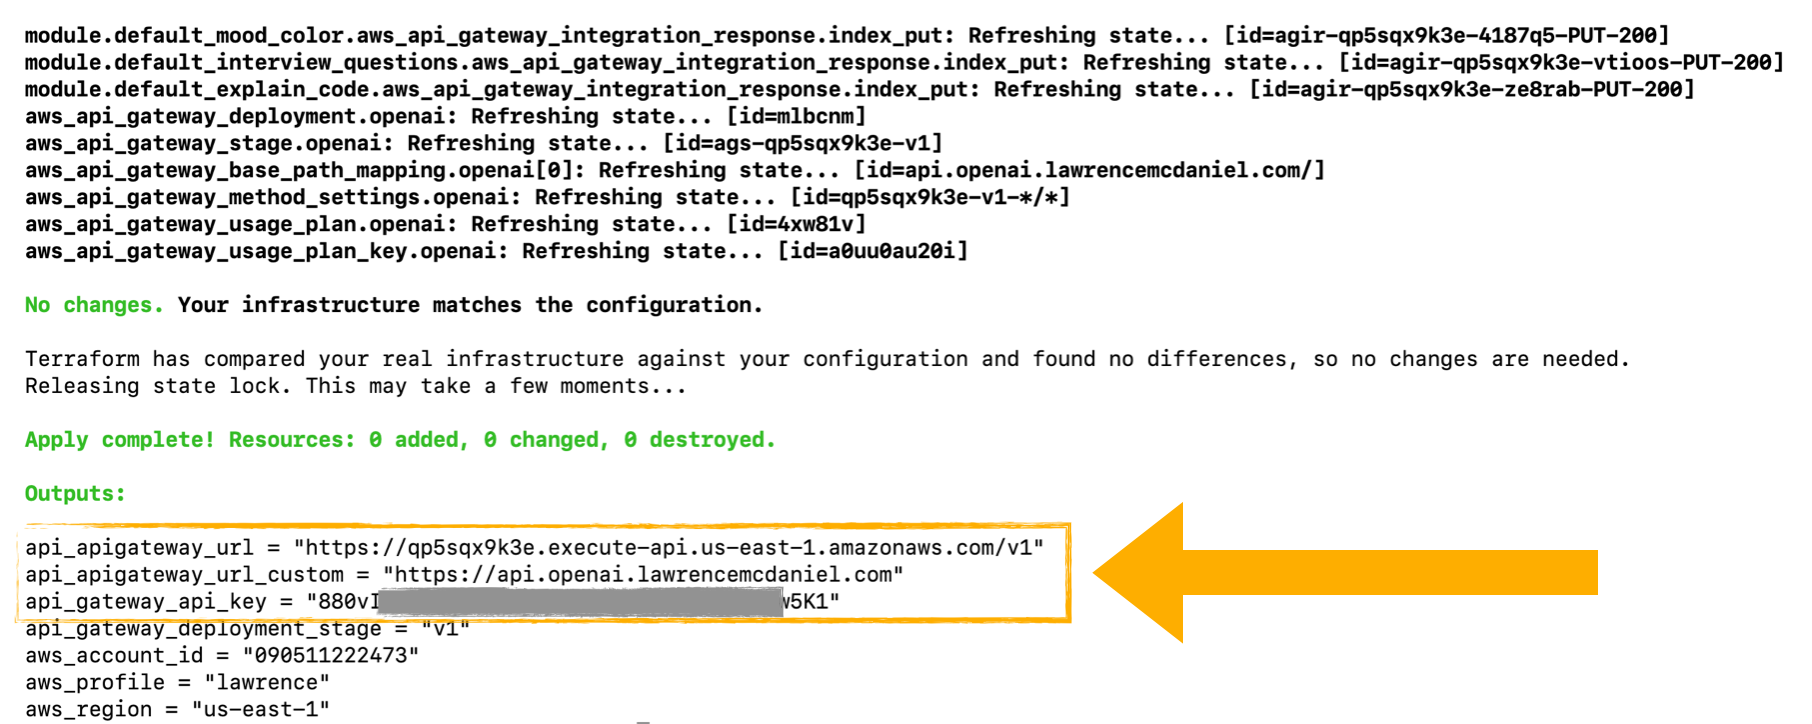 module.default_mood_color.aws_api_gateway_integration_response.index_put: Refreshing state... [id=agir-qp5sqx9k3e-4187q5-PUT-200]
module.default_interview_questions.aws_api_gateway_integration_response.index_put: Refreshing state... [id=agir-qp5sqx9k3e-vtioos-PUT-200]
module.default_explain_code.aws_api_gateway_integration_response.index_put: Refreshing state... [id=agir-qp5sqx9k3e-ze8rab-PUT-200]
aws_api_gateway_deployment.openai: Refreshing state... [id=mlbcnm]
aws_api_gateway_stage.openai: Refreshing state... [id=ags-qp5sqx9k3e-v1]
aws_api_gateway_base_path_mapping.openai[0]: Refreshing state... [id=api.openai.lawrencemcdaniel.com/]
aws_api_gateway_method_settings.openai: Refreshing state... [id=qp5sqx9k3e-v1-*/*]
aws_api_gateway_usage_plan.openai: Refreshing state... [id=4xw81v]
aws_api_gateway_usage_plan_key.openai: Refreshing state... [id=a0uu0au20i]
No changes. Your infrastructure matches the configuration.
Terraform has compared your real infrastructure against your configuration and found no differences, so no changes are needed.
Releasing state lock. This may take a few moments...
Apply complete! Resources: 0 added, 0 changed, 0 destroyed.
Outputs:
api_apigateway_url = "https://qp5sqx9k3e.execute-api.us-east-1.amazonaws.com/v1"
api_apigateway_url_custom = "https://api.openai.lawrencemcdaniel.com"
api_gateway_api_key = "880vI w5K1"
api_gateway_deployment_stage = "v1"
aws_account_id = "090511222473"
aws_profile = "lawrence"
aws_region = "us-east-1"